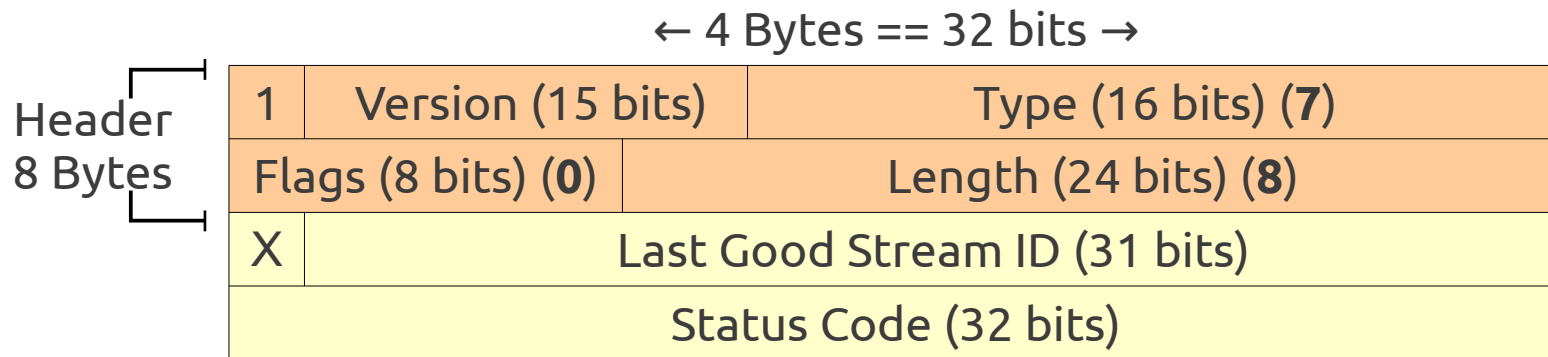 ← 4 Bytes == 32 bits →
Header
8 Bytes
1 Version (15 bits) Type (16 bits) (7)
Flags (8 bits) (0) Length (24 bits) (8)
X Last Good Stream ID (31 bits)
Status Code (32 bits)